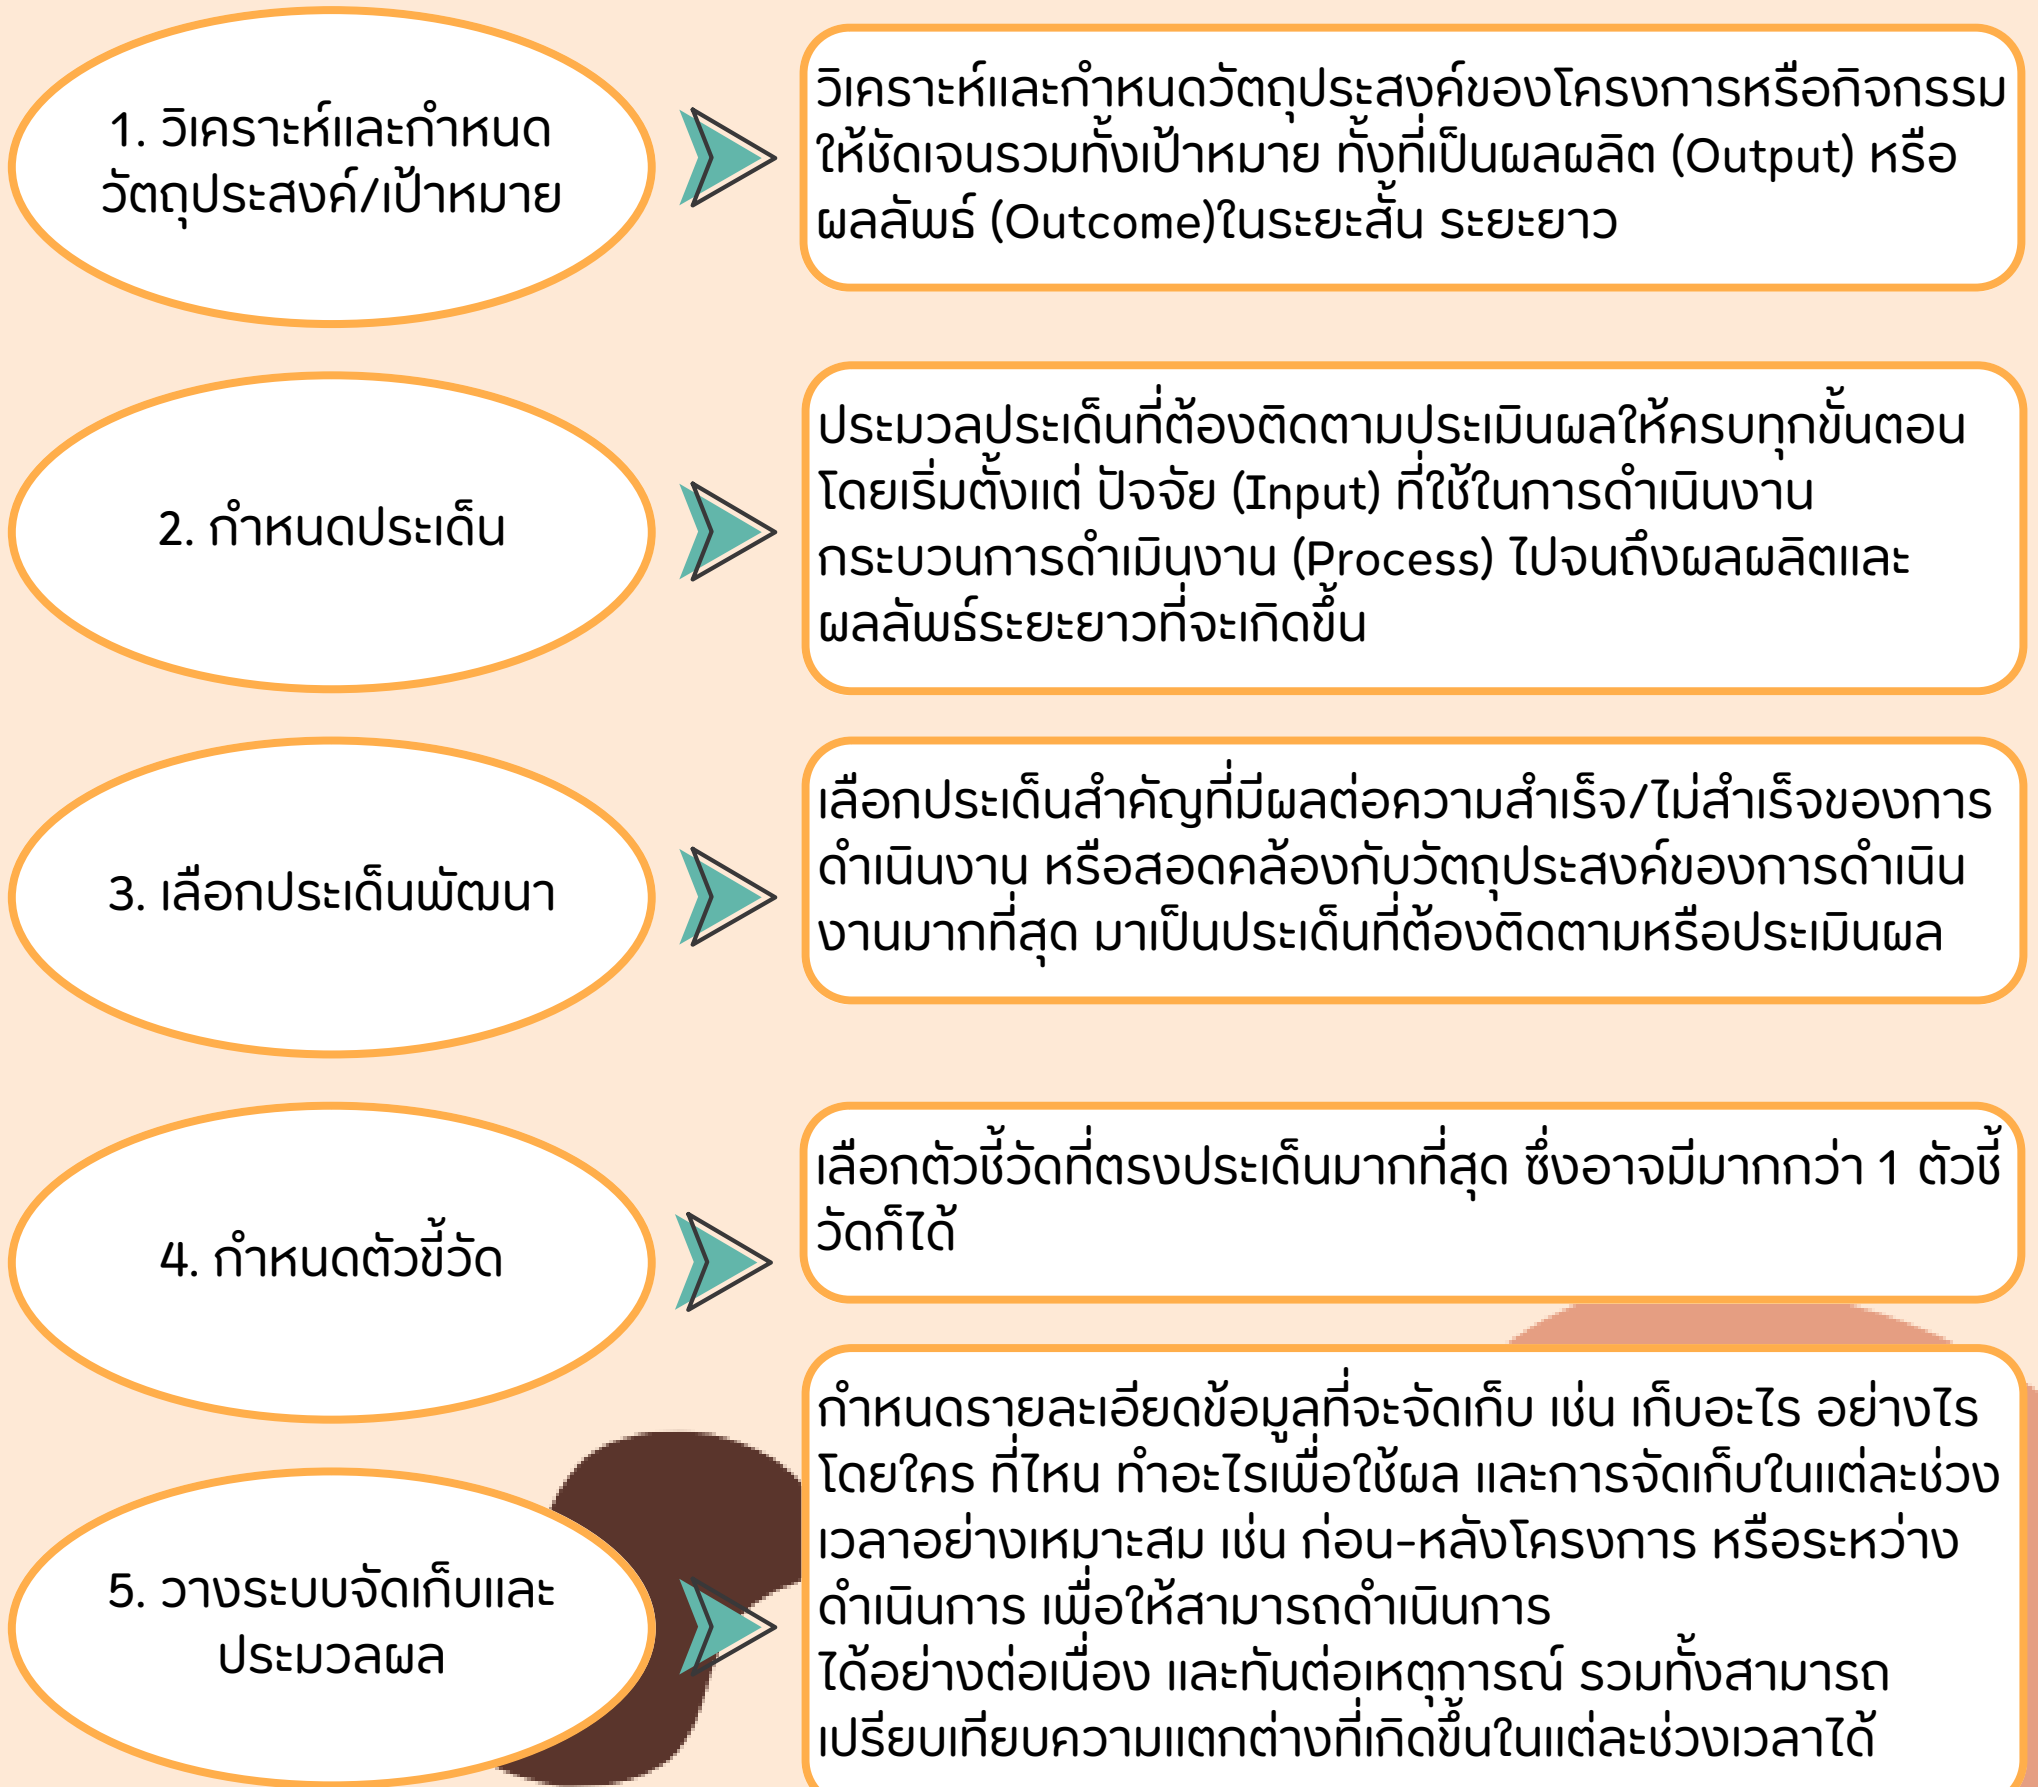 1. วิเคราะห์และกำหนด
วัตถุประสงค์/เป้าหมาย
วิเคราะห์และกำหนดวัตถุประสงค์ของโครงการหรือกิจกรรม
ให้ชัดเจนรวมทั้งเป้าหมาย ทั้งที่เป็นผลผลิต (Output) หรือ
ผลลัพธ์ (Outcome)ในระยะสั้น ระยะยาว
2. กำหนดประเด็น
ประมวลประเด็นที่ต้องติดตามประเมินผลให้ครบทุกขั้นตอน
โดยเริ่มตั้งแต่ ปัจจัย (Input) ที่ใช้ในการดำเนินงาน
กระบวนการดำเมินงาน (Process) ไปจนถึงผลผลิตและ
ผลลัพธ์ระยะยาวที่จะเกิดขึ้น
3. เลือกประเด็นพัฒนา
เลือกประเด็นสำคัญที่มีผลต่อความสำเร็จ/ไม่สำเร็จของการ
ดำเนินงาน หรือสอดคล้องกับวัตถุประสงค์ของการดำเนิน
งานมากที่สุด มาเป็นประเด็นที่ต้องติดตามหรือประเมินผล
4. กำหนดตัวขี้วัด
เลือกตัวชี้วัดที่ตรงประเด็นมากที่สุด ซึ่งอาจมีมากกว่า 1 ตัวชี้
วัดก็ได้
5. วางระบบจัดเก็บและ
ประมวลผล
กำหนดรายละเอียดข้อมูลที่จะจัดเก็บ เช่น เก็บอะไร อย่างไร
โดยใคร ที่ไหน ทำอะไรเมื่อใช้ผล และการจัดเก็บในแต่ละช่วง
เวลาอย่างเหมาะสม เช่น ก่อน-หลังโครงการ หรือระหว่าง
ดำเนินการ เพื่อให้สามารถดำเนินการ
ได้อย่างต่อเนื่อง และทันต่อเหตุการณ์ รวมทั้งสามารถ
เปรียบเทียบความแตกต่างที่เกิดขึ้นในแต่ละช่วงเวลาได้